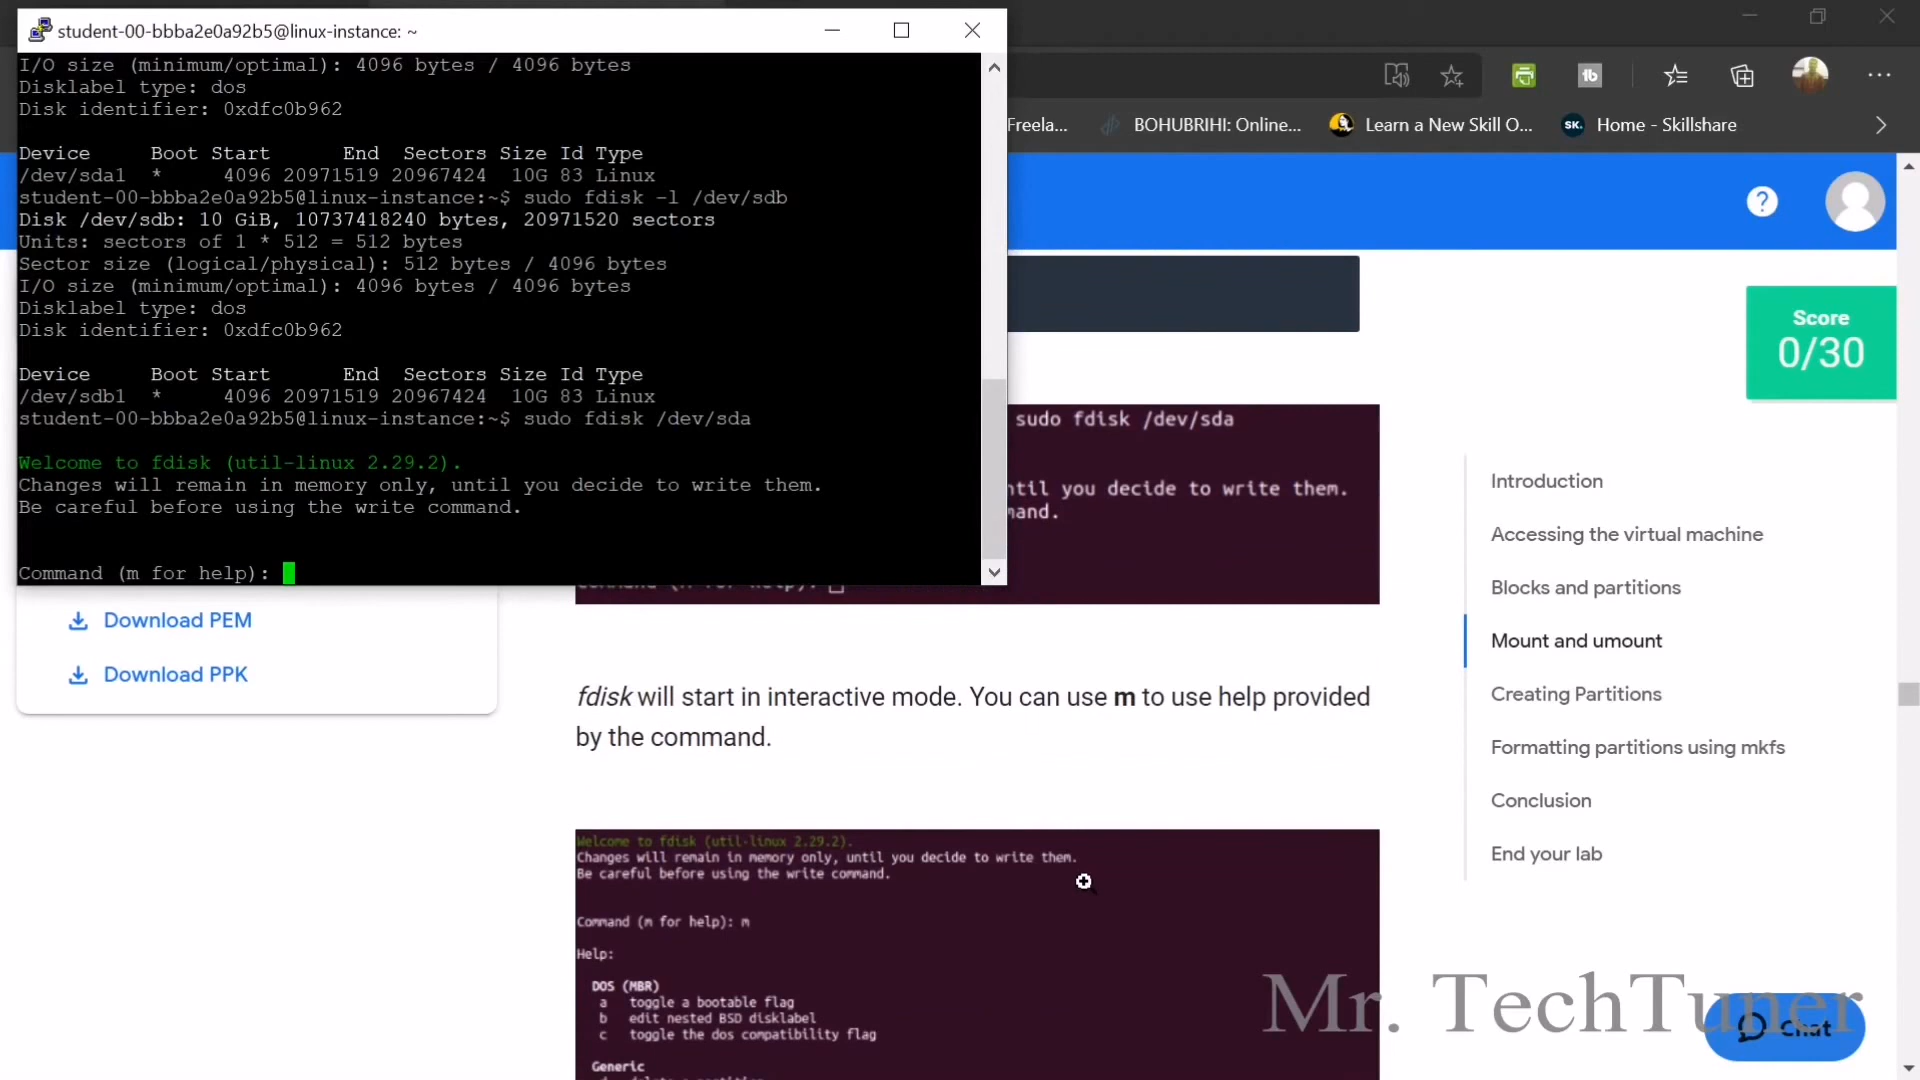 student-00-bbba2e0a92b5@linux-instance: ~
I/O size (minimum/optimal): 4096 bytes / 4096 bytes
Disklabel type: dos
Disk identifier: 0xdfc0b962
Device     Boot Start      End  Sectors Size Id Type
/dev/sda1  *     4096 20971519 20967424  10G 83 Linux
student-00-bbba2e0a92b5@linux-instance:~$ sudo fdisk -l /dev/sdb
Disk /dev/sdb: 10 GiB, 10737418240 bytes, 20971520 sectors
Units: sectors of 1 * 512 = 512 bytes
Sector size (logical/physical): 512 bytes / 4096 bytes
I/O size (minimum/optimal): 4096 bytes / 4096 bytes
Disklabel type: dos
Disk identifier: 0xdfc0b962
Device     Boot Start      End  Sectors Size Id Type
/dev/sdb1  *     4096 20971519 20967424  10G 83 Linux
student-00-bbba2e0a92b5@linux-instance:~$ sudo fdisk /dev/sda
Welcome to fdisk (util-linux 2.29.2).
Changes will remain in memory only, until you decide to write them.
Be careful before using the write command.
Command (m for help):
Freela...
BOHUBRIHI: Online...
Learn a New Skill O...
SK. Home - Skillshare
Score
0/30
sudo fdisk /dev/sda
ntil you decide to write them.
mand.
Download PEM
Download PPK
fdisk will start in interactive mode. You can use m to use help provided
by the command.
Welcome to fdisk (util-linux 2.29.2).
Changes will remain in memory only, until you decide to write them.
Be careful before using the write command.
Command (m for help): m
Help:
DOS (MBR)
a   toggle a bootable flag
b   edit nested BSD disklabel
c   toggle the dos compatibility flag
Generic
Introduction
Accessing the virtual machine
Blocks and partitions
Mount and umount
Creating Partitions
Formatting partitions using mkfs
Conclusion
End your lab
Mr. TechTuner
Chat